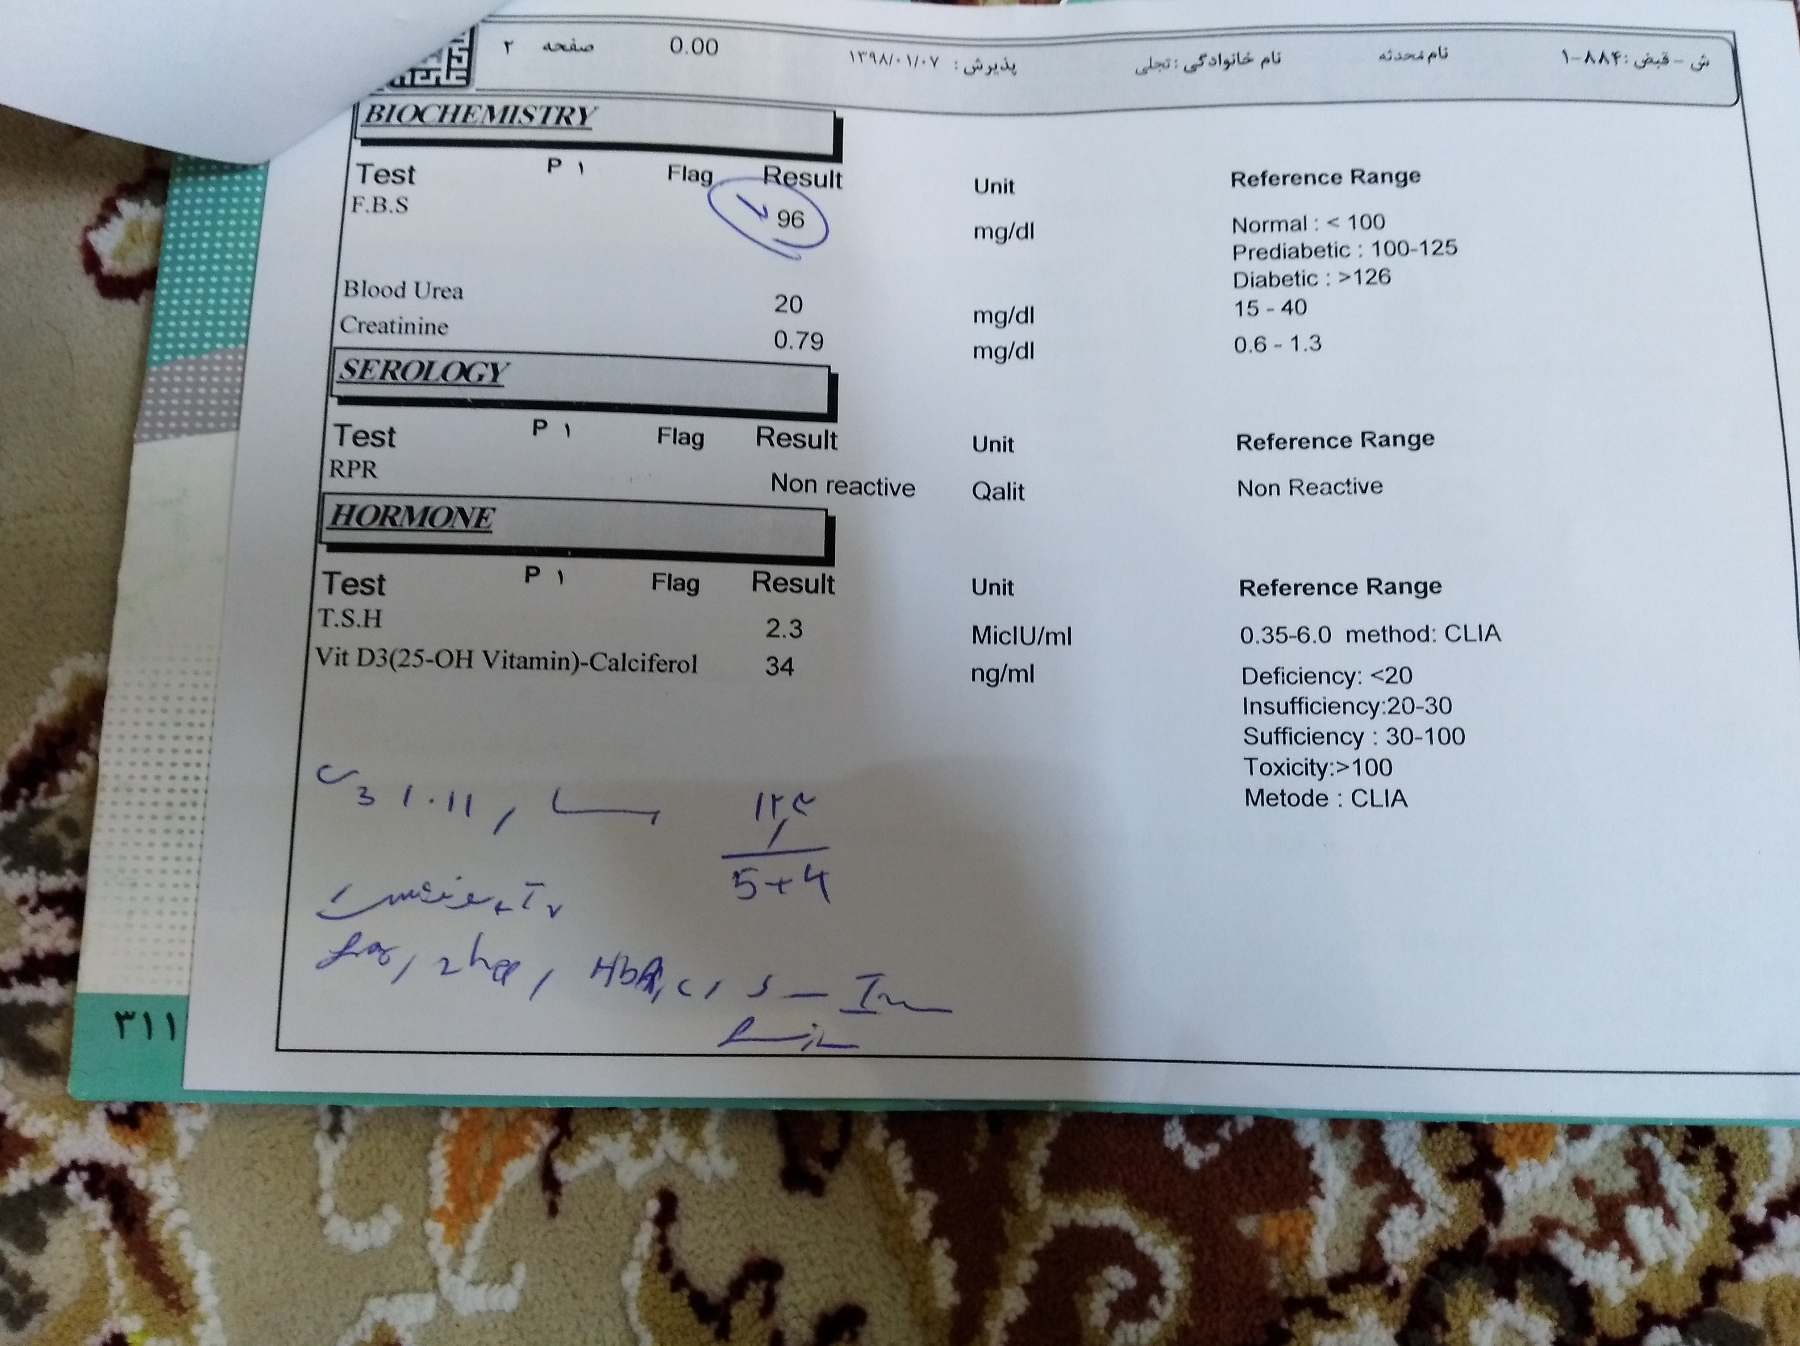 ش - قبض :۸۸۴-۱ نام :محدثه نام خانوادگی :تجلی پذیرش : ۱۳۹۸/۰۱/۰۷ 0.00 صفحه ۲
BIOCHEMISTRY
Test P ۱ Flag Result Unit Reference Range
F.B.S 96 mg/dl Normal : < 100
Prediabetic : 100-125
Diabetic : >126
Blood Urea 20 mg/dl 15 - 40
Creatinine 0.79 mg/dl 0.6 - 1.3
SEROLOGY
Test P ۱ Flag Result Unit Reference Range
RPR Non reactive Qalit Non Reactive
HORMONE
Test P ۱ Flag Result Unit Reference Range
T.S.H 2.3 MicIU/ml 0.35-6.0 method: CLIA
Vit D3(25-OH Vitamin)-Calciferol 34 ng/ml Deficiency: <20
Insufficiency:20-30
Sufficiency : 30-100
Toxicity:>100
Metode : CLIA
5+4
HbA1c
۳۱۱